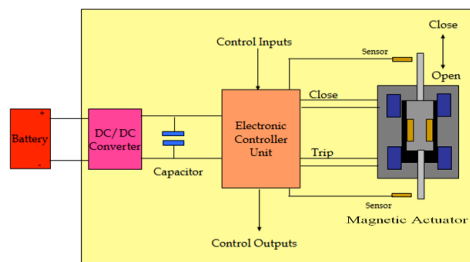 Close
Control Inputs
Sensor
Open
Close
+
Battery
-
DC/DC
Converter
Electronic
Controller
Unit
Capacitor
Trip
Sensor
Magnetic Actuator
Control Outputs